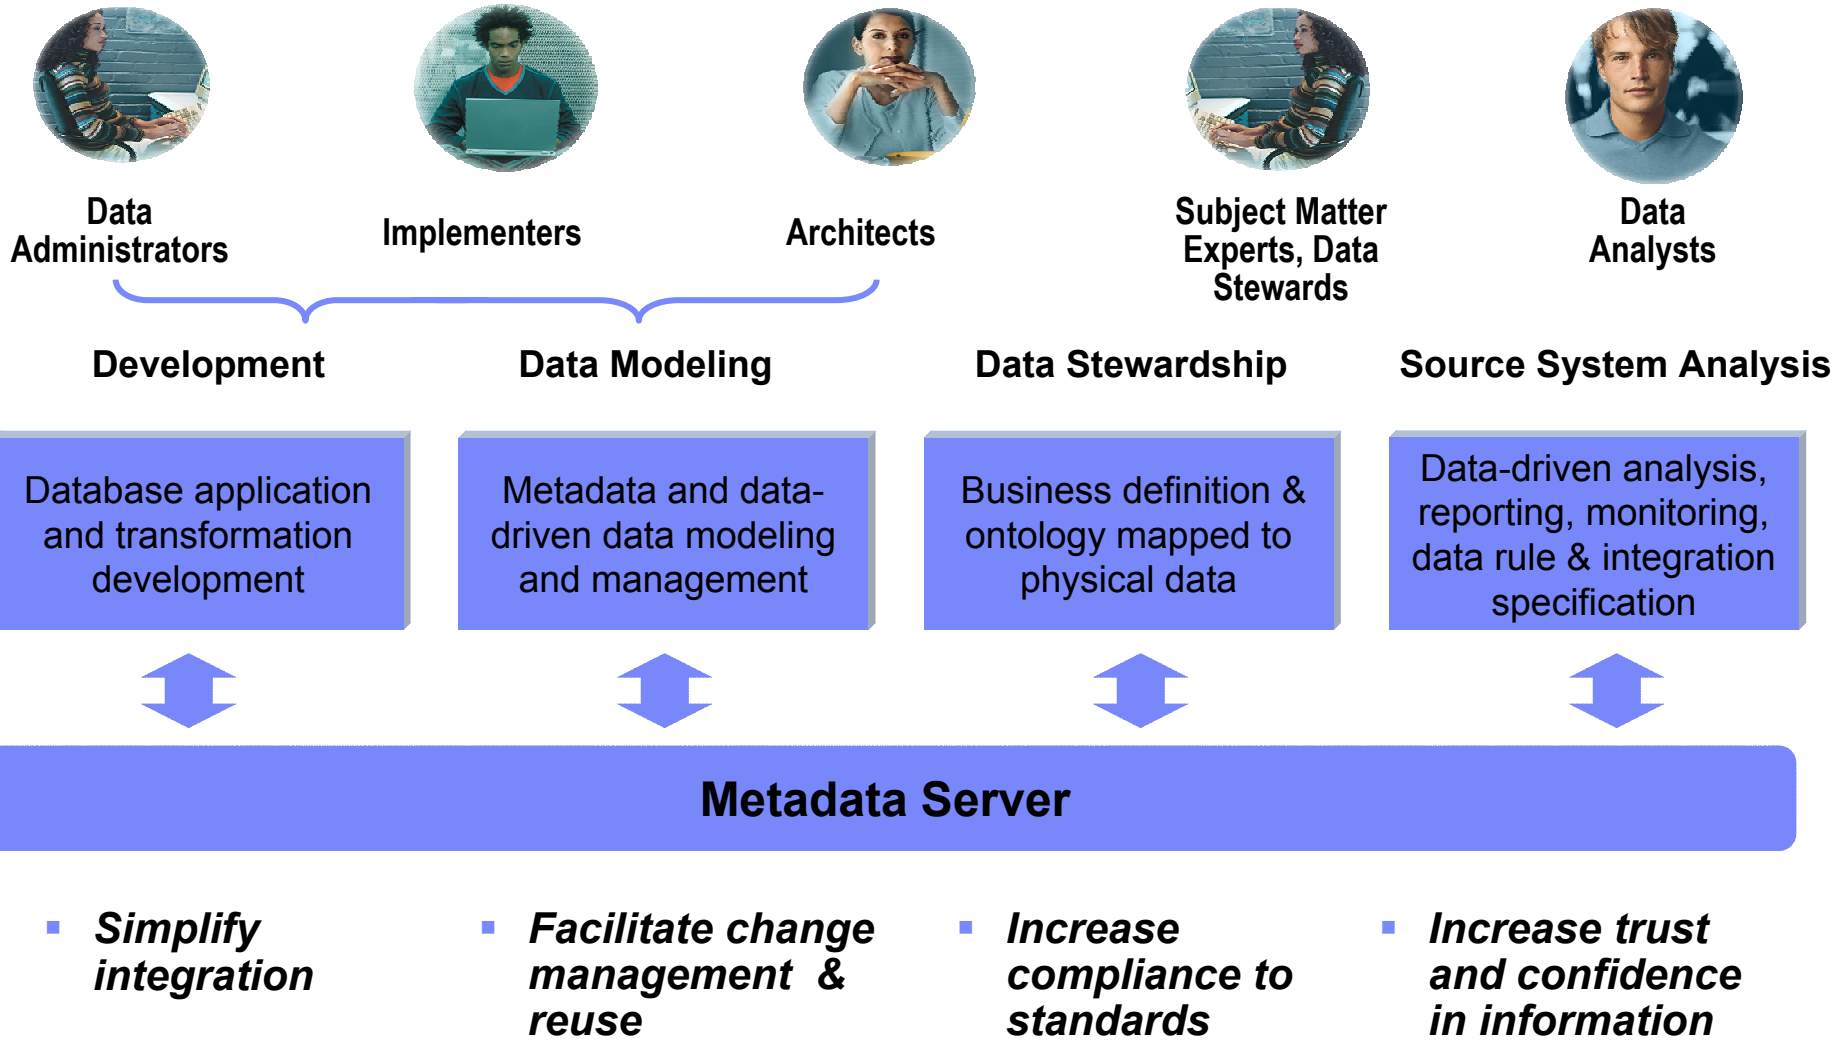 Data
Administrators
Implementers
Architects
Subject Matter
Experts, Data
Stewards
Data
Analysts
Development
Data Modeling
Data Stewardship
Source System Analysis
Database application
and transformation
development
Metadata and data-
driven data modeling
and management
Business definition &
ontology mapped to
physical data
Data-driven analysis,
reporting, monitoring,
data rule & integration
specification
Metadata Server
▪ Simplify
integration
▪ Facilitate change
management &
reuse
▪ Increase
compliance to
standards
▪ Increase trust
and confidence
in information